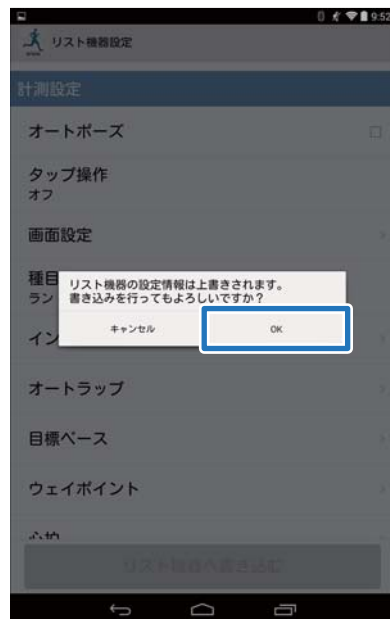 9:52
リスト機器設定
計測設定
オートポーズ
タップ操作
オフ
画面設定
種目
ラン
リスト機器の設定情報は上書きされます。
書き込みを行ってもよろしいですか？
キャンセル
OK
イン
オートラップ
目標ペース
ウェイポイント
心拍
リスト機器へ書き込む